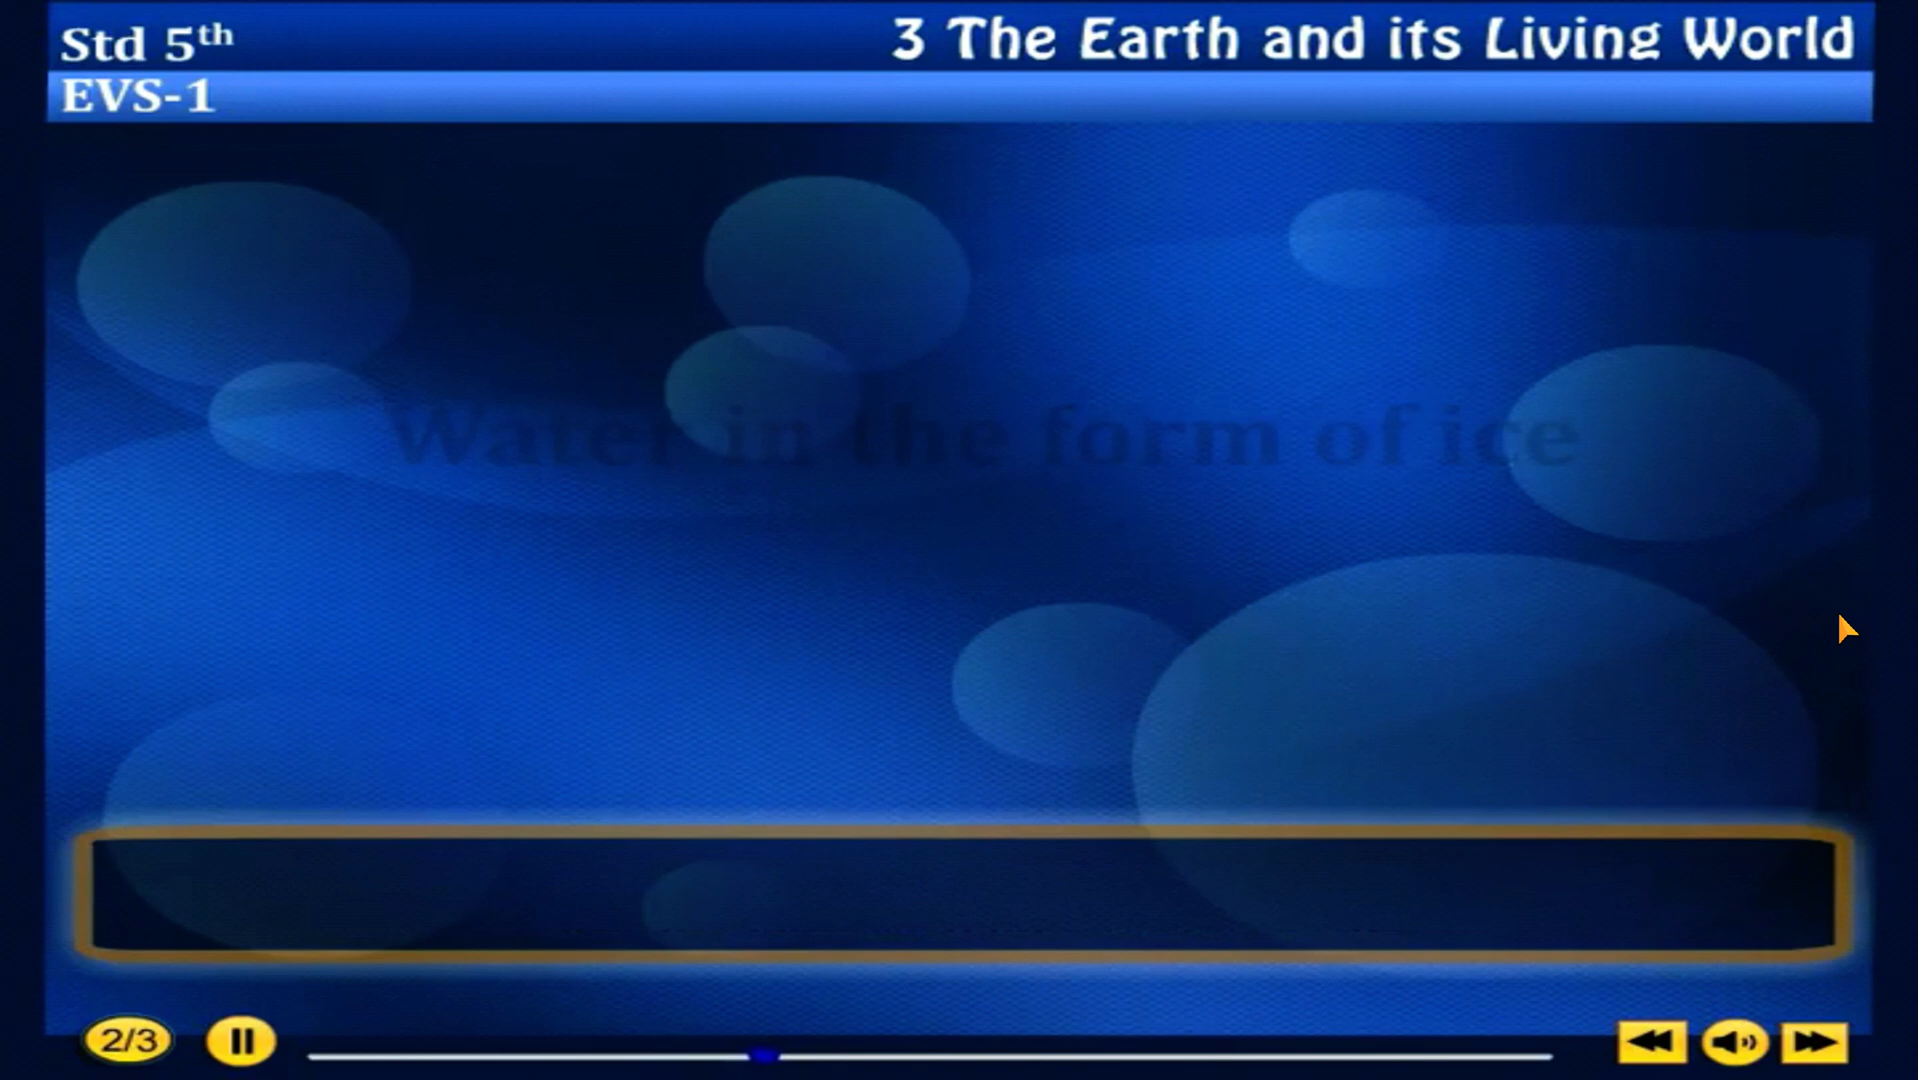 Std 5th
3 The Earth and its Living World
EVS-1
Water in the form of ice
2/3